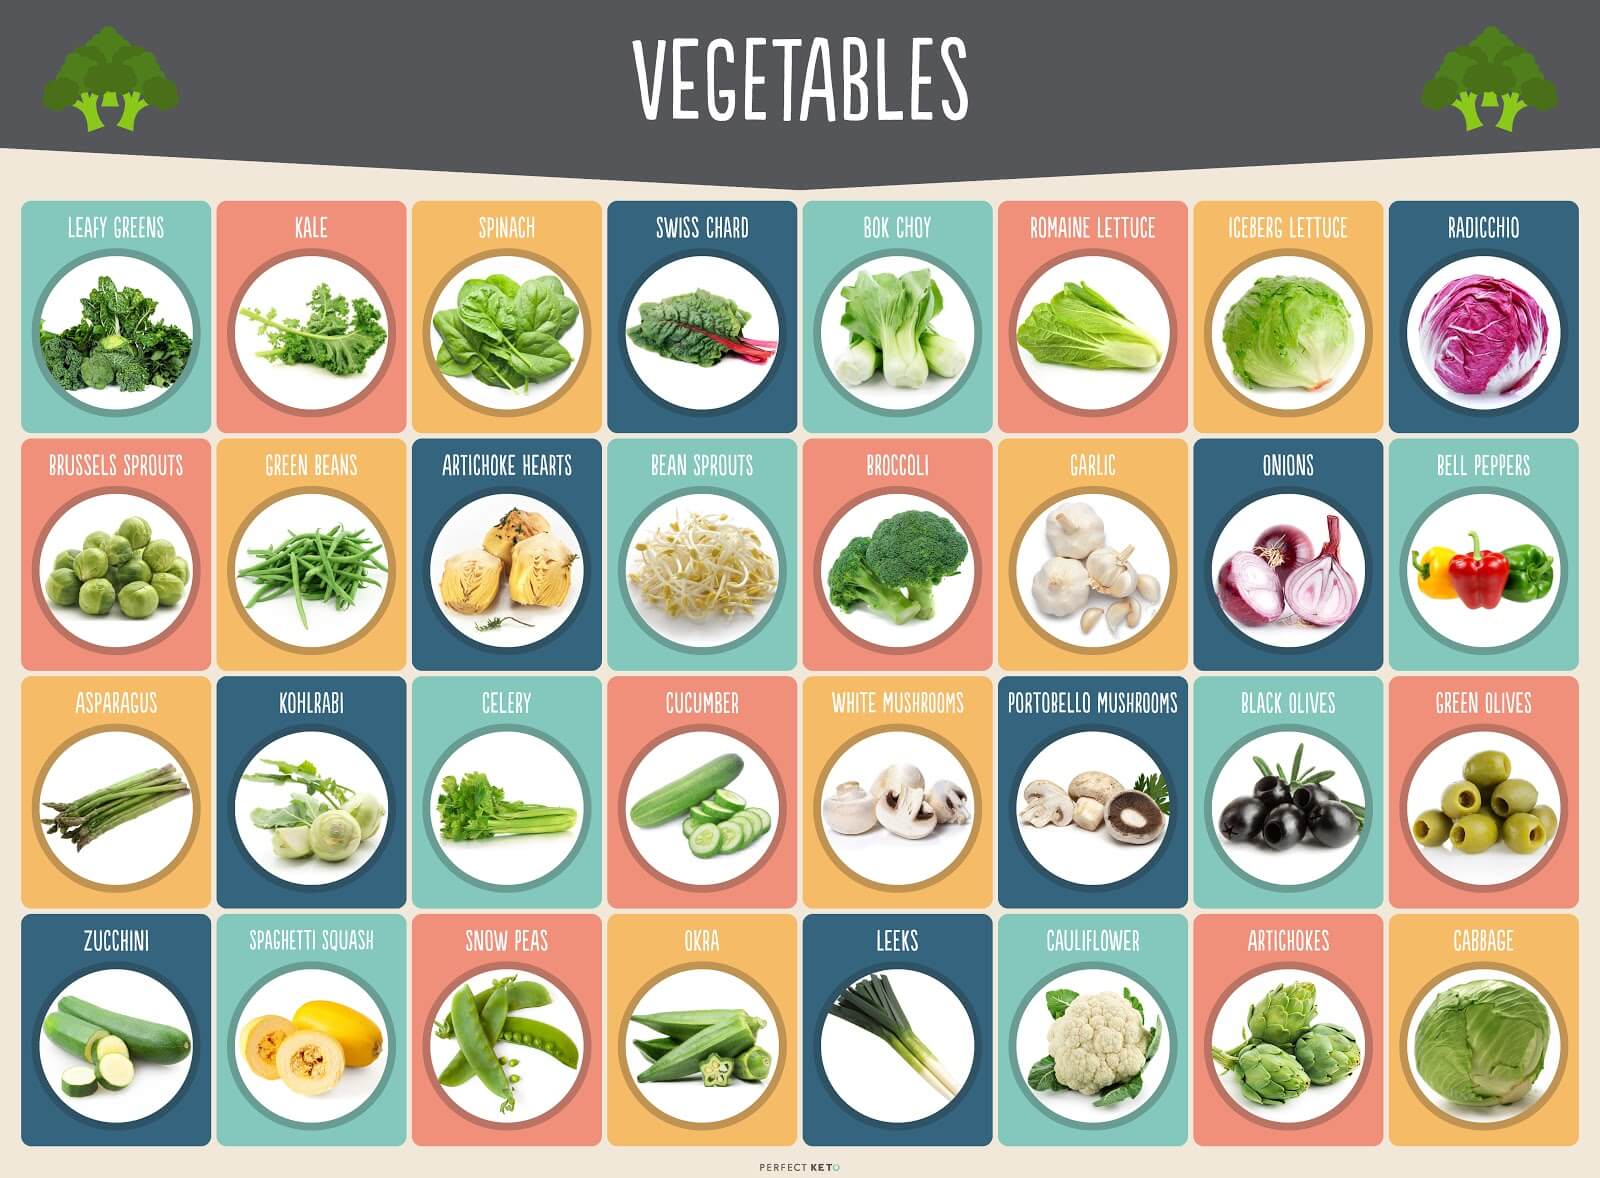 VEGETABLES
LEAFY GREENS
KALE
SPINACH
SWISS CHARD
BOK CHOY
ROMAINE LETTUCE
ICEBERG LETTUCE
RADICCHIO
BRUSSELS SPROUTS
GREEN BEANS
ARTICHOKE HEARTS
BEAN SPROUTS
BROCCOLI
GARLIC
ONIONS
BELL PEPPERS
ASPARAGUS
KOHLRABI
CELERY
CUCUMBER
WHITE MUSHROOMS
PORTOBELLO MUSHROOMS
BLACK OLIVES
GREEN OLIVES
ZUCCHINI
SPAGHETTI SQUASH
SNOW PEAS
OKRA
LEEKS
CAULIFLOWER
ARTICHOKES
CABBAGE
PERFECT KETO